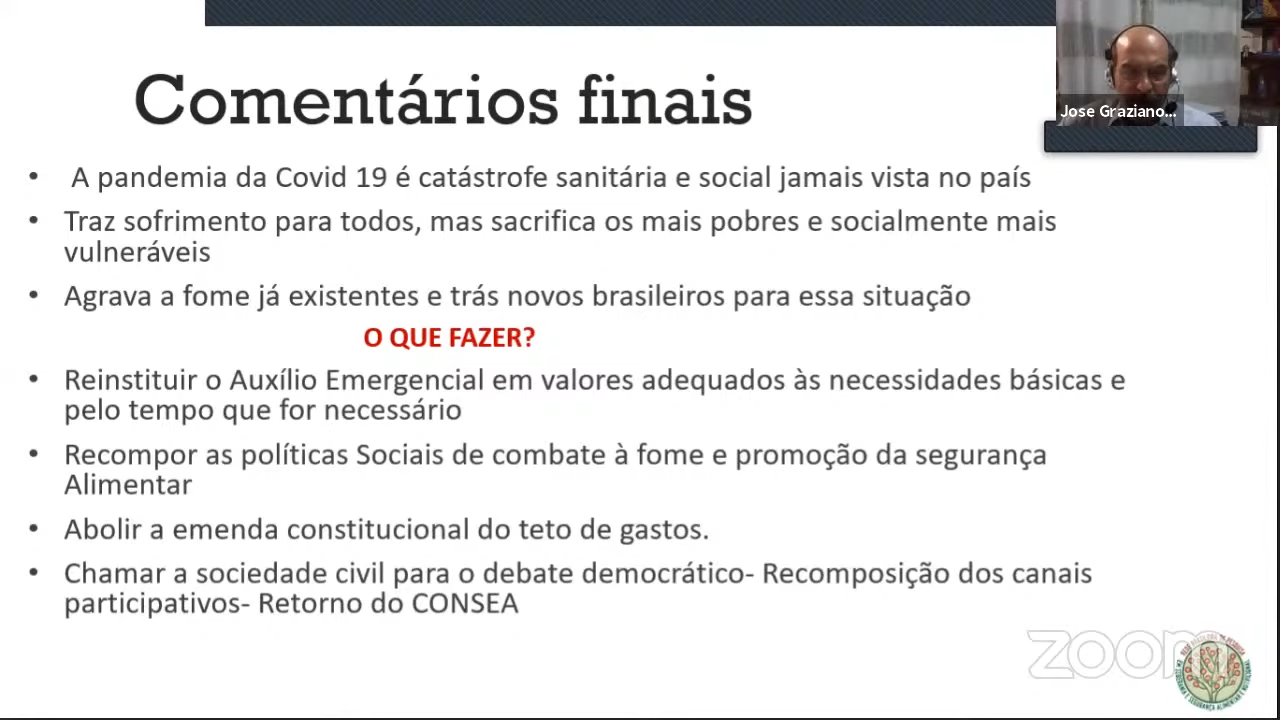 Comentários finais
Jose Graziano...
• A pandemia da Covid 19 é catástrofe sanitária e social jamais vista no país
• Traz sofrimento para todos, mas sacrifica os mais pobres e socialmente mais
vulneráveis
• Agrava a fome já existentes e trás novos brasileiros para essa situação
O QUE FAZER?
• Reinstituir o Auxílio Emergencial em valores adequados às necessidades básicas e
pelo tempo que for necessário
• Recompor as políticas Sociais de combate à fome e promoção da segurança
Alimentar
• Abolir a emenda constitucional do teto de gastos.
• Chamar a sociedade civil para o debate democrático- Recomposição dos canais
participativos- Retorno do CONSEA
zoom